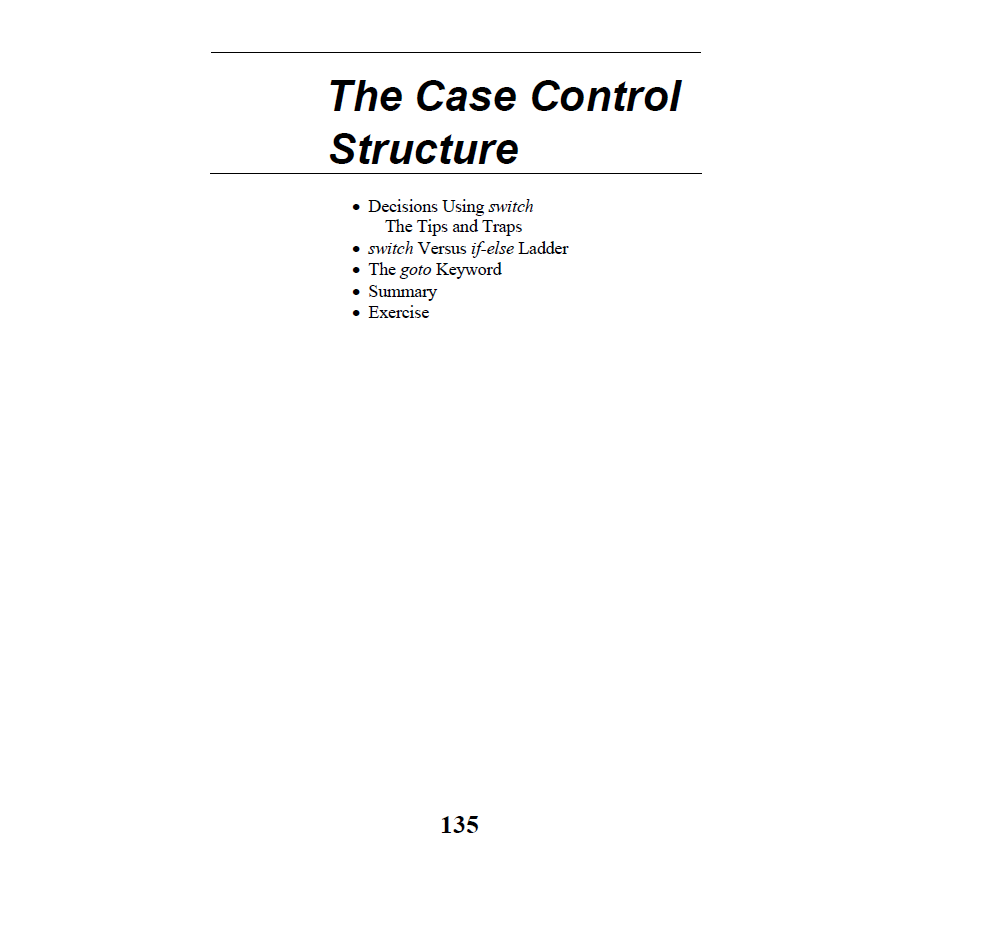 The Case Control
Structure
• Decisions Using switch
The Tips and Traps
• switch Versus if-else Ladder
• The goto Keyword
• Summary
• Exercise
135